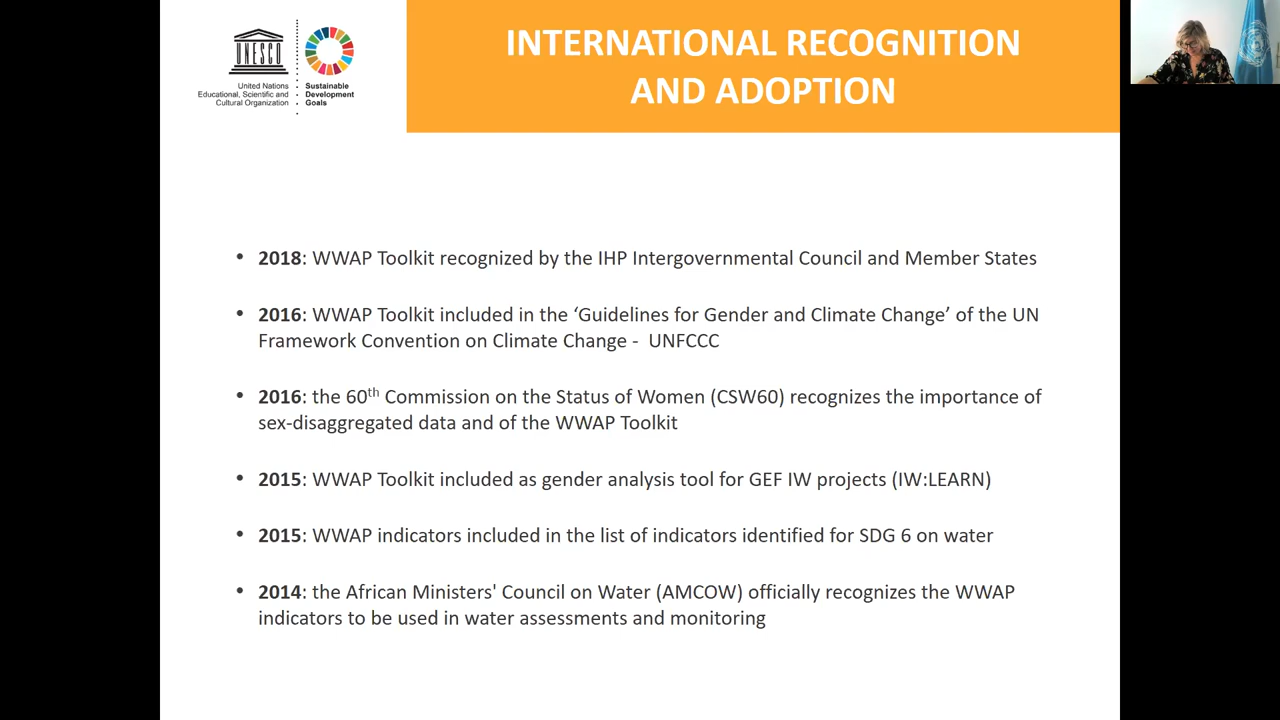 UNESCO
United Nations
Educational, Scientific and
Cultural Organization
Sustainable
Development
Goals
INTERNATIONAL RECOGNITION
AND ADOPTION
• 2018: WWAP Toolkit recognized by the IHP Intergovernmental Council and Member States
• 2016: WWAP Toolkit included in the ‘Guidelines for Gender and Climate Change’ of the UN
Framework Convention on Climate Change - UNFCCC
• 2016: the 60th Commission on the Status of Women (CSW60) recognizes the importance of
sex-disaggregated data and of the WWAP Toolkit
• 2015: WWAP Toolkit included as gender analysis tool for GEF IW projects (IW:LEARN)
• 2015: WWAP indicators included in the list of indicators identified for SDG 6 on water
• 2014: the African Ministers' Council on Water (AMCOW) officially recognizes the WWAP
indicators to be used in water assessments and monitoring